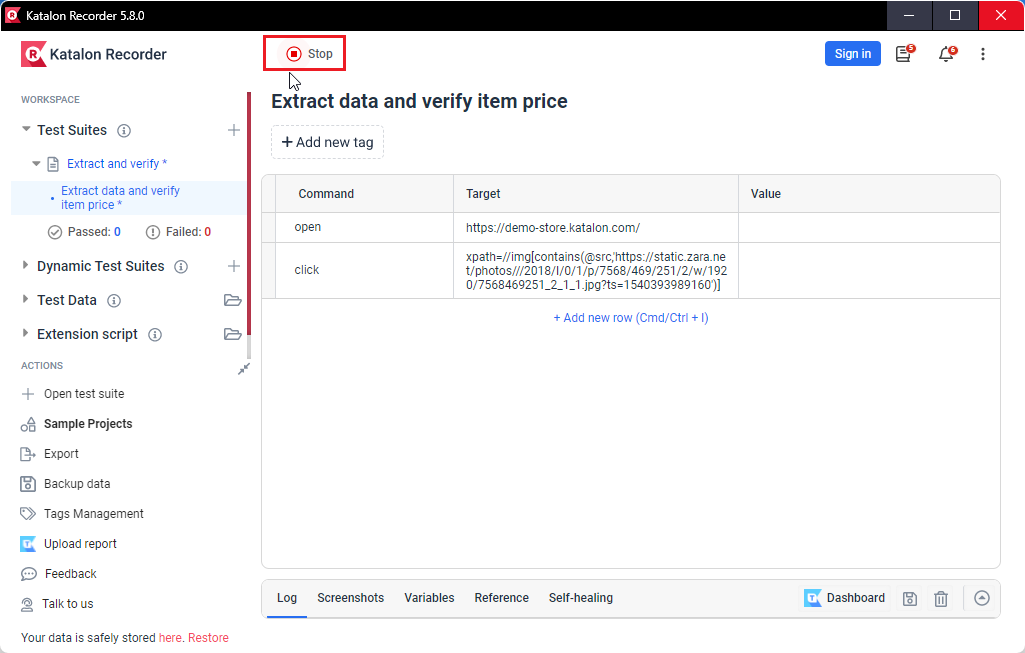 Katalon Recorder 5.8.0
Katalon Recorder
Stop
Sign in
5
6
WORKSPACE
Test Suites
Extract and verify *
Extract data and verify
item price *
Passed: 0
Failed: 0
Dynamic Test Suites
Test Data
Extension script
ACTIONS
Open test suite
Sample Projects
Export
Backup data
Tags Management
Upload report
Feedback
Talk to us
Your data is safely stored here. Restore
Extract data and verify item price
+ Add new tag
Command
Target
Value
open
https://demo-store.katalon.com/
click
xpath=//img[contains(@src,'https://static.zara.ne
t/photos///2018/I/0/1/p/7568/469/251/2/w/192
0/7568469251_2_1_1.jpg?ts=1540393989160')]
+ Add new row (Cmd/Ctrl + I)
Log
Screenshots
Variables
Reference
Self-healing
Dashboard